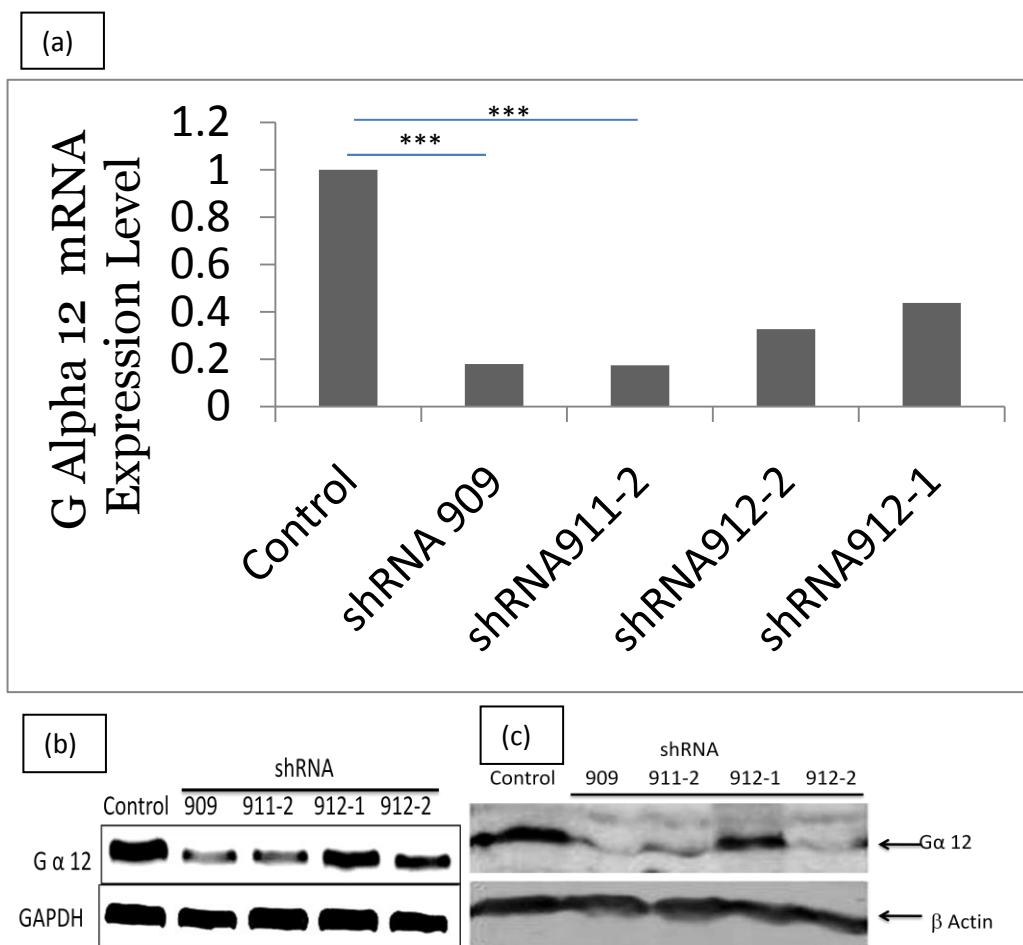 (a)
G Alpha 12 mRNA
Expression Level
1.2
1
0.8
0.6
0.4
0.2
0
***
***
Control
shRNA 909
shRNA911-2
shRNA912-2
shRNA912-1
(b)
shRNA
Control 909 911-2 912-1 912-2
G α 12
GAPDH
(c)
shRNA
Control 909 911-2 912-1 912-2
Gα 12
β Actin